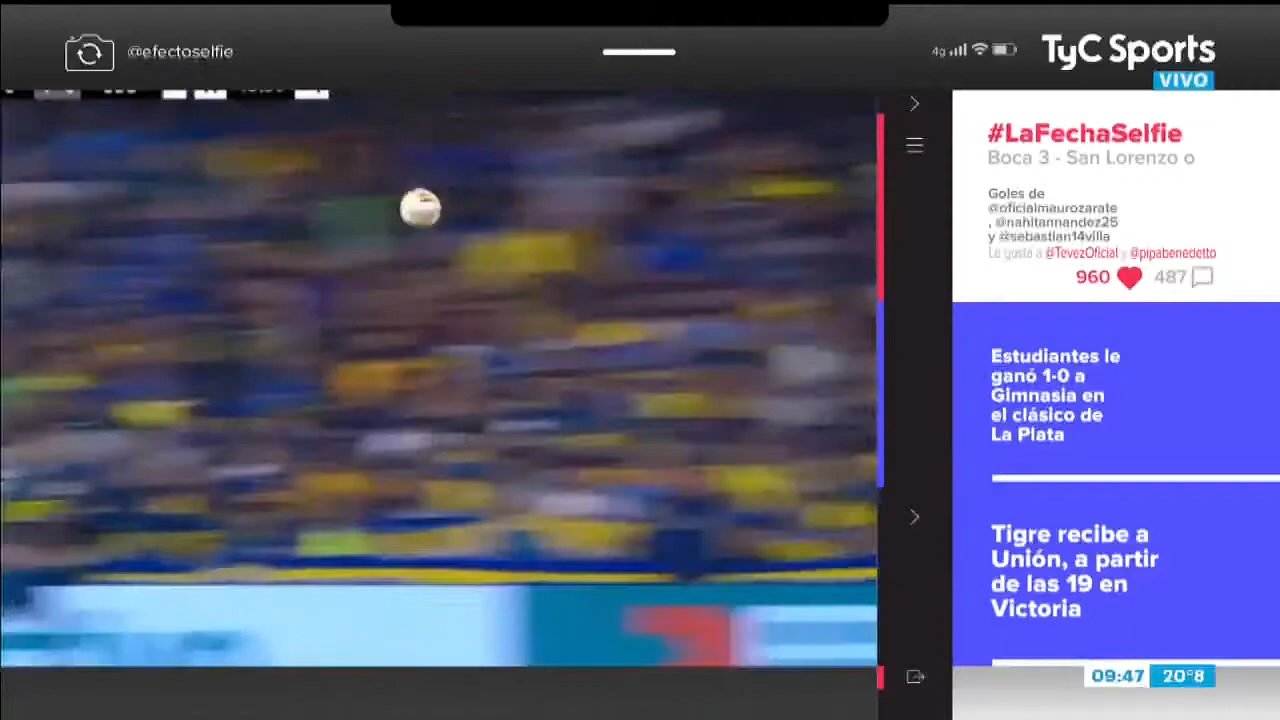 @efectoselfie
4g
TyC Sports
VIVO
#LaFechaSelfie
Boca 3 - San Lorenzo o
Goles de
@oficialmaurozarate
, @nahitannandez25
y @sebastian14villa
Le gusta a @TevezOficial y @pipabenedetto
960
487
Estudiantes le
ganó 1-0 a
Gimnasia en
el clásico de
La Plata
Tigre recibe a
Unión, a partir
de las 19 en
Victoria
09:47
20°8